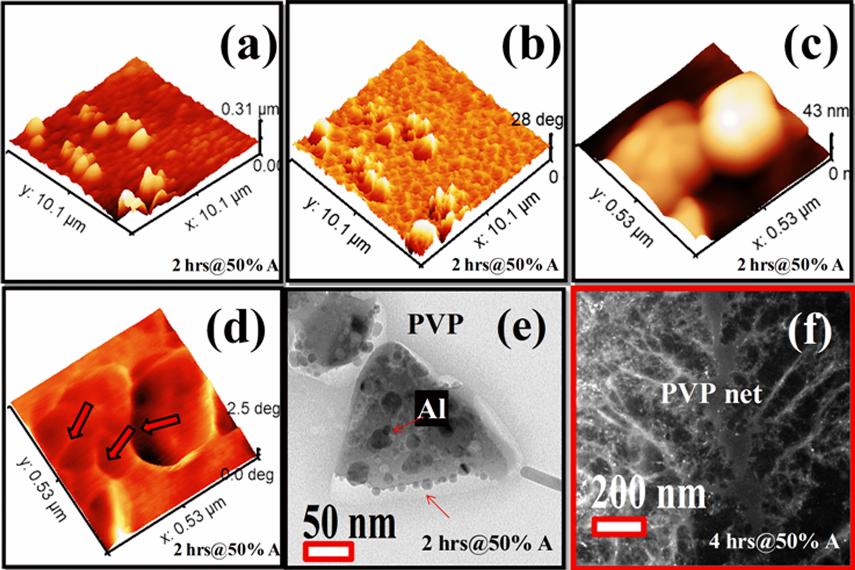 (a)
0.31 µm
0.00
y: 10.1 µm
x: 10.1 µm
2 hrs@50% A
(b)
28 deg
0
y: 10.1 µm
x: 10.1 µm
2 hrs@50% A
(c)
43 nm
0 n
y: 0.53 µm
x: 0.53 µm
2 hrs@50% A
(d)
2.5 deg
0.0 deg
y: 0.53 µm
x: 0.53 µm
2 hrs@50% A
PVP
(e)
Al
50 nm
2 hrs@50% A
(f)
PVP net
200 nm
4 hrs@50% A